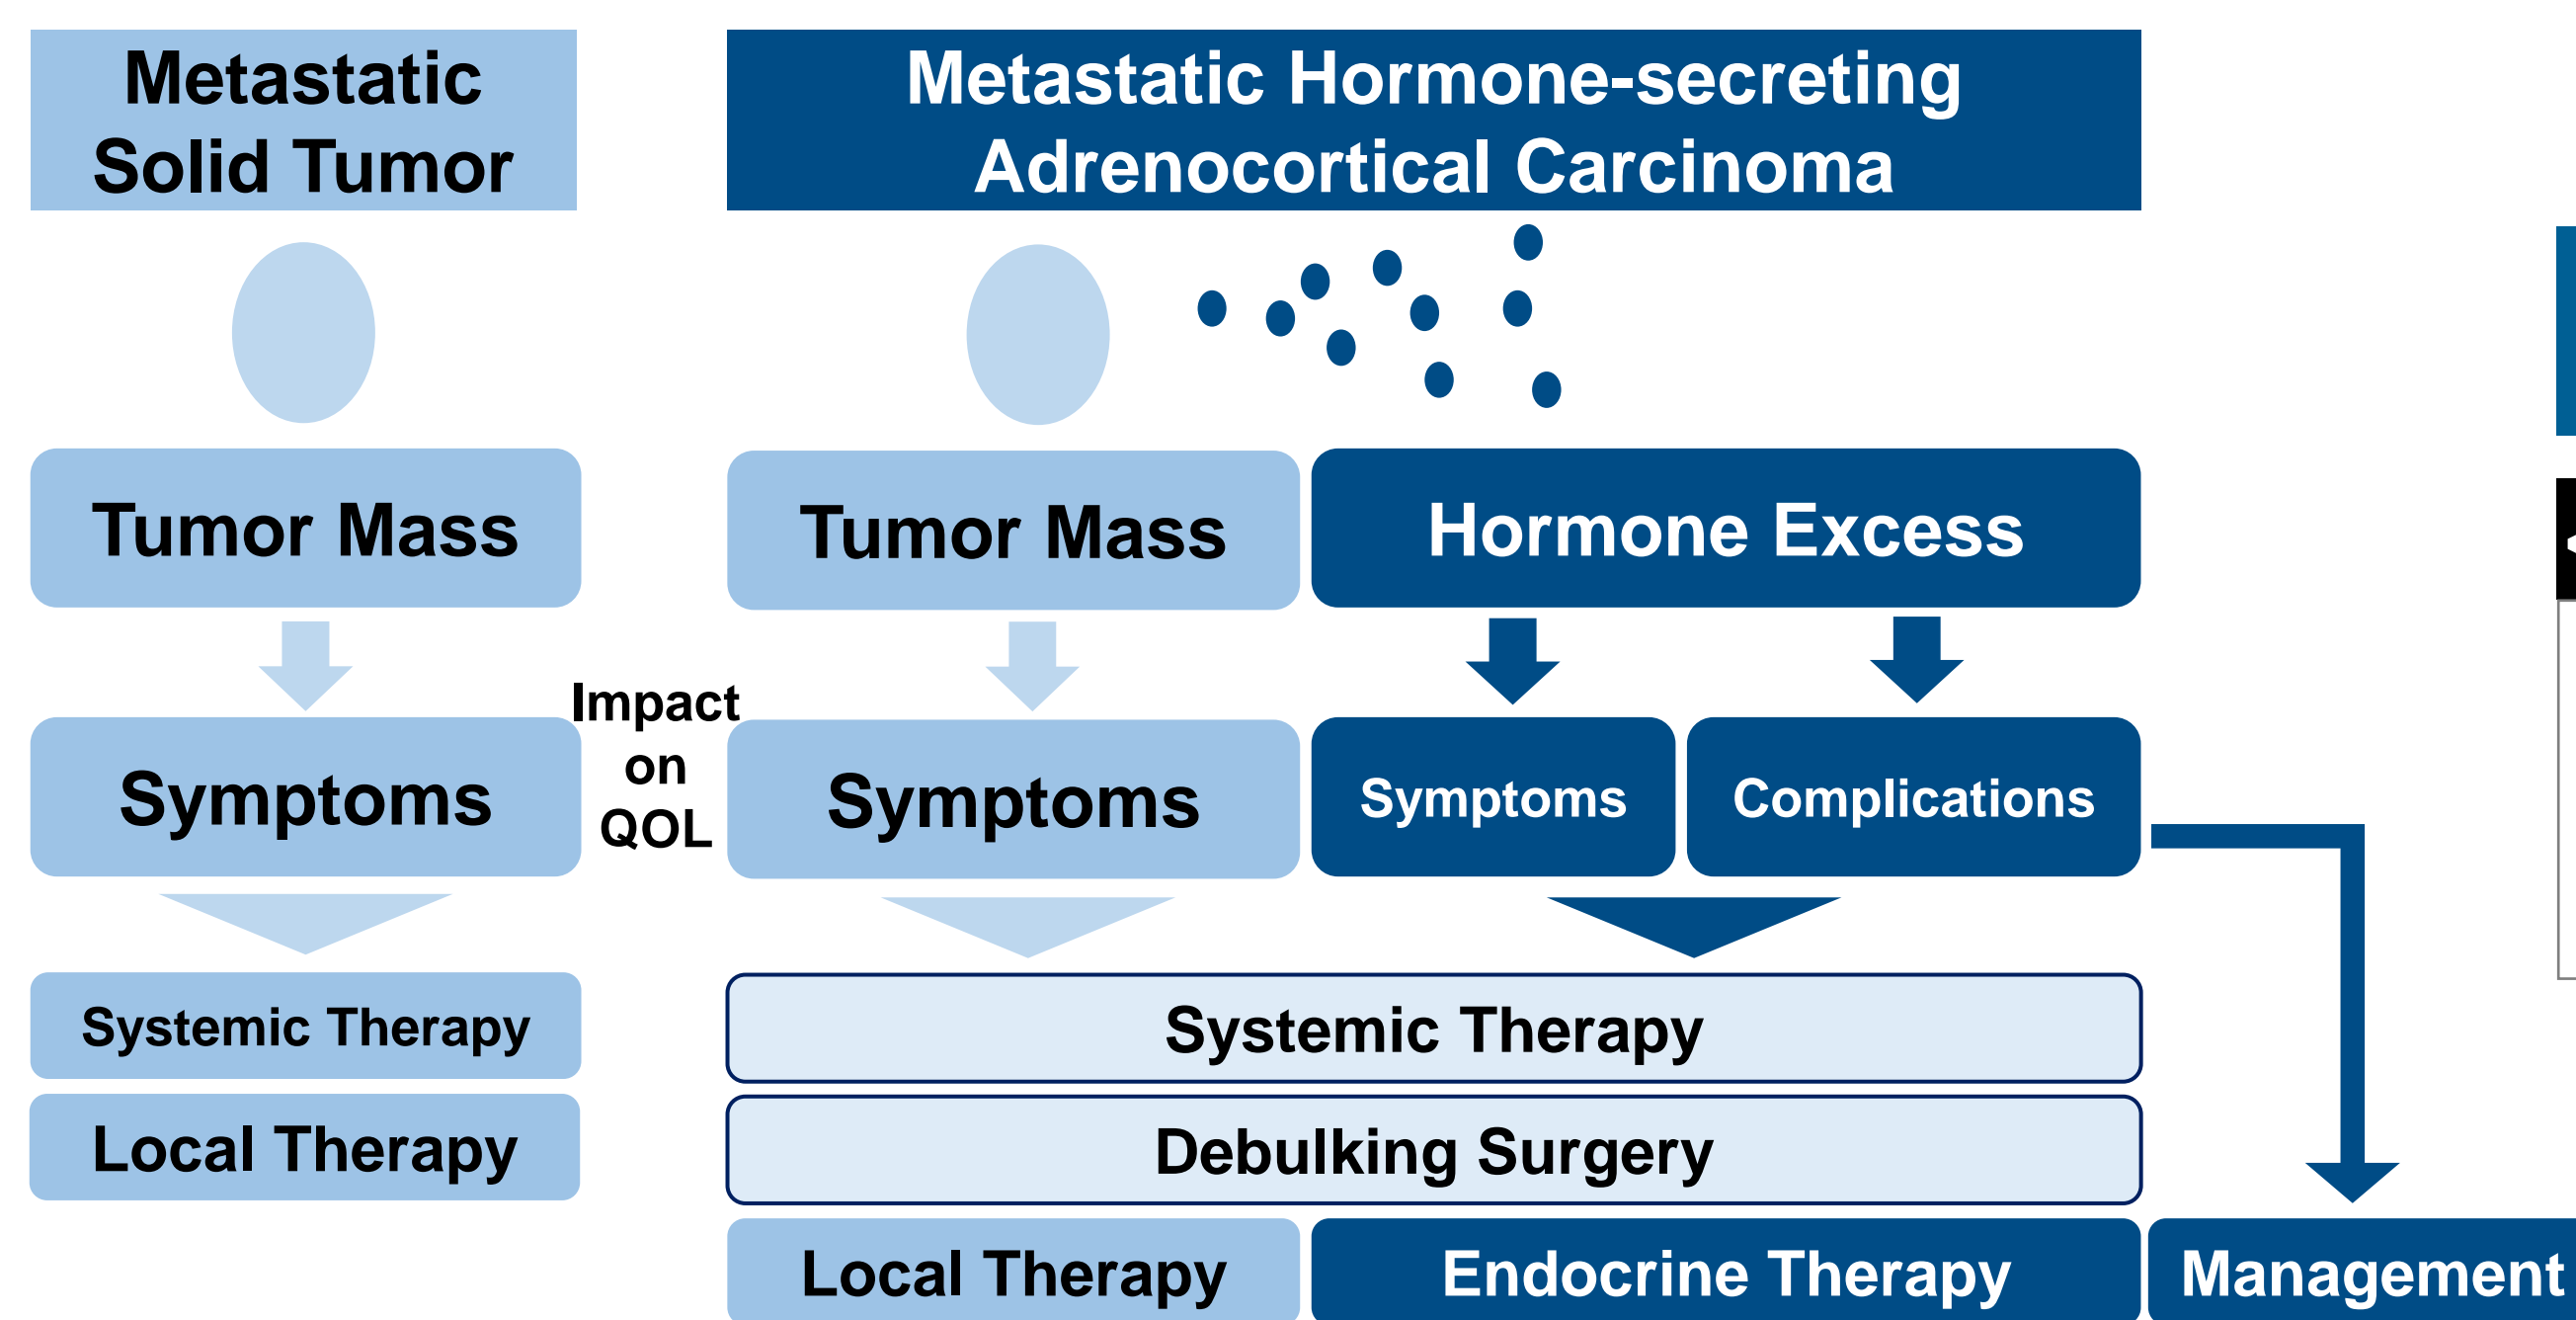 Metastatic
Solid Tumor
Metastatic Hormone-secreting
Adrenocortical Carcinoma
Tumor Mass
Tumor Mass
Hormone Excess
Impact
on
QOL
Symptoms
Symptoms
Symptoms
Complications
Systemic Therapy
Local Therapy
Systemic Therapy
Debulking Surgery
Local Therapy
Endocrine Therapy
Management